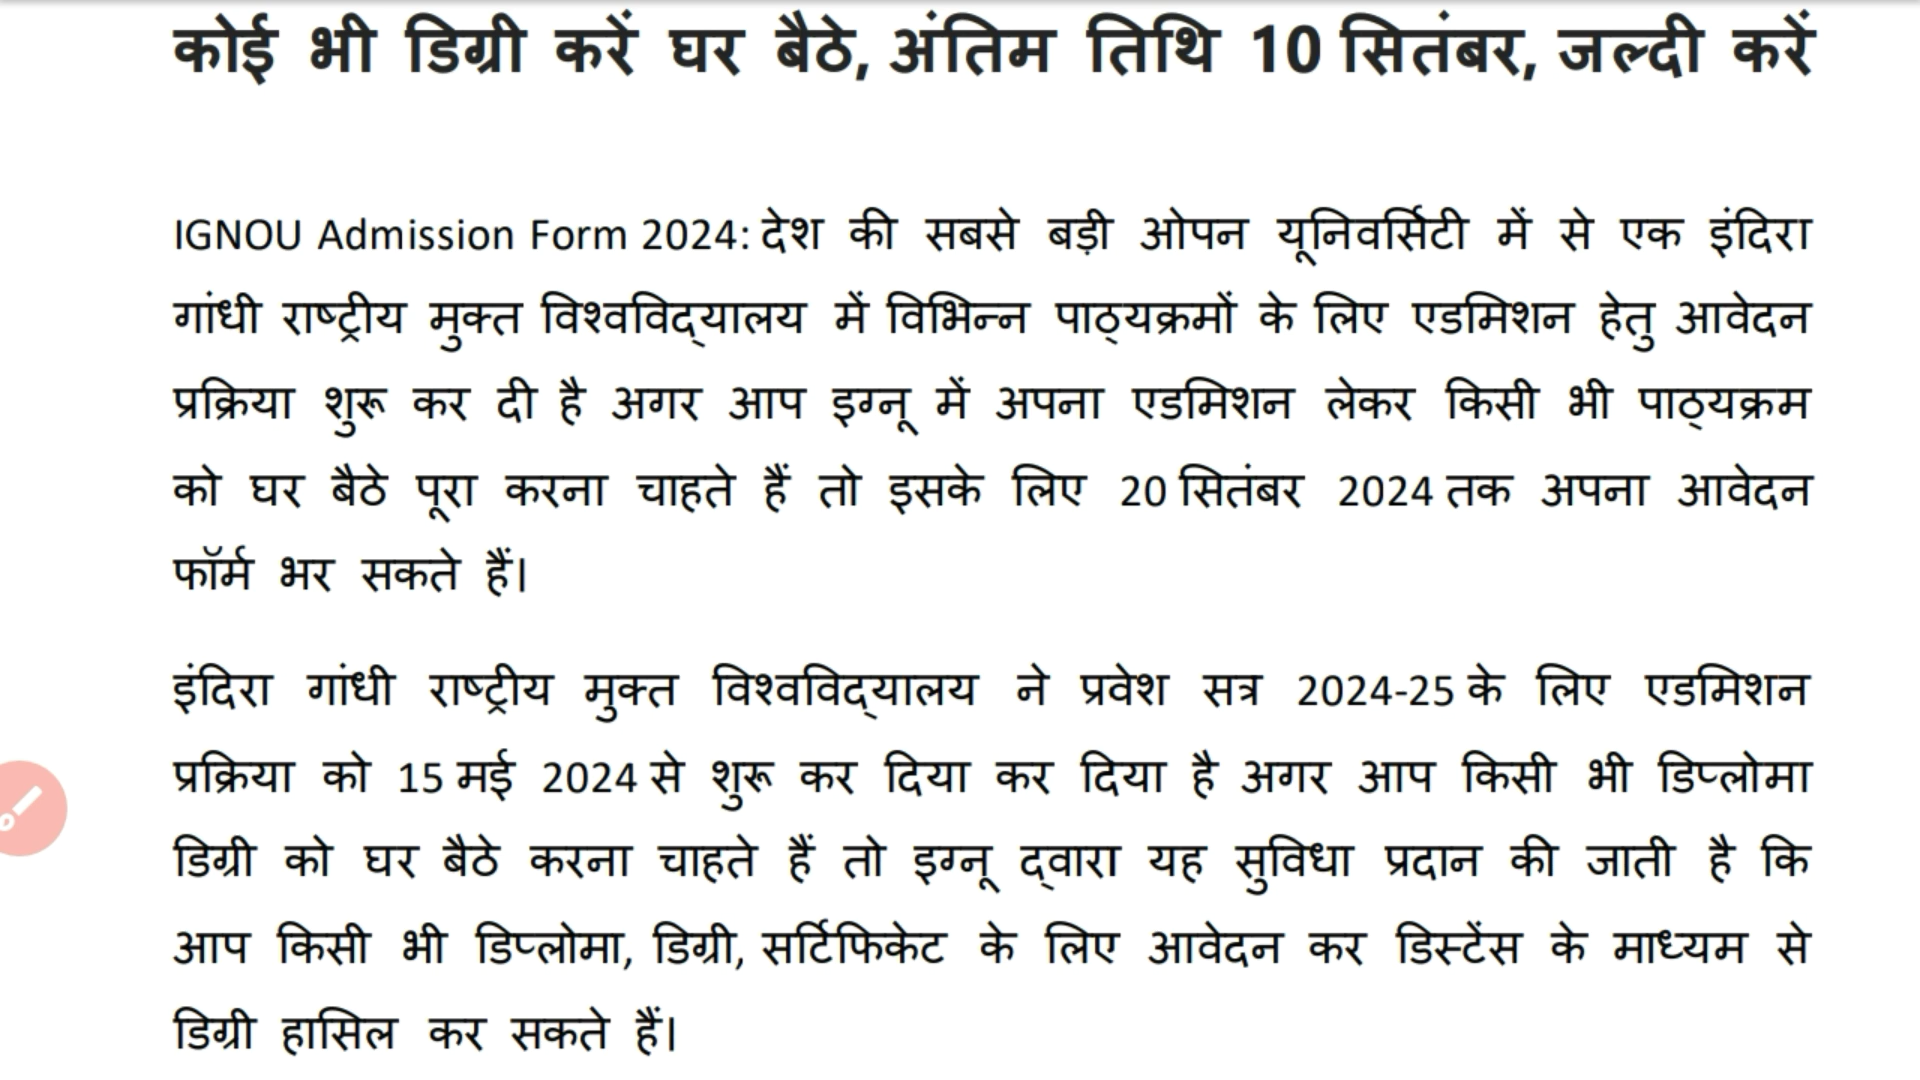 कोई भी डिग्री करें घर बैठे, अंतिम तिथि 10 सितंबर, जल्दी करें
IGNOU Admission Form 2024: देश की सबसे बड़ी ओपन यूनिवर्सिटी में से एक इंदिरा
गांधी राष्ट्रीय मुक्त विश्वविद्यालय में विभिन्न पाठ्यक्रमों के लिए एडमिशन हेतु आवेदन
प्रक्रिया शुरू कर दी है अगर आप इग्नू में अपना एडमिशन लेकर किसी भी पाठ्यक्रम
को घर बैठे पूरा करना चाहते हैं तो इसके लिए 20 सितंबर 2024 तक अपना आवेदन
फॉर्म भर सकते हैं।
इंदिरा गांधी राष्ट्रीय मुक्त विश्वविद्यालय ने प्रवेश सत्र 2024-25 के लिए एडमिशन
प्रक्रिया को 15 मई 2024 से शुरू कर दिया कर दिया है अगर आप किसी भी डिप्लोमा
डिग्री को घर बैठे करना चाहते हैं तो इग्नू द्वारा यह सुविधा प्रदान की जाती है कि
आप किसी भी डिप्लोमा, डिग्री, सर्टिफिकेट के लिए आवेदन कर डिस्टेंस के माध्यम से
डिग्री हासिल कर सकते हैं।